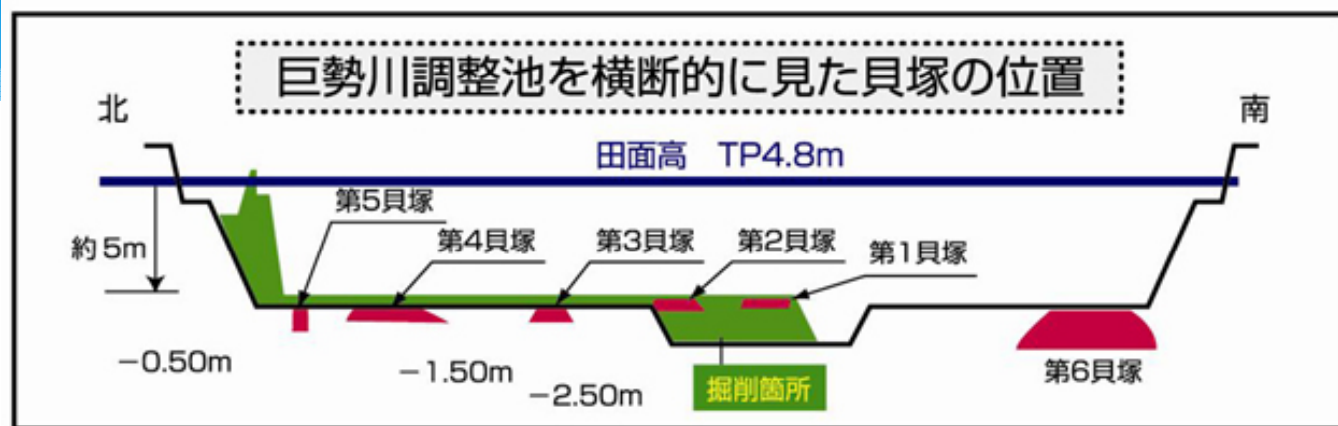 巨勢川調整池を横断的に見た貝塚の位置
北
南
田面高 TP4.8m
約5m
第5貝塚
第4貝塚
第3貝塚
第2貝塚
第1貝塚
−0.50m
−1.50m
−2.50m
掘削箇所
第6貝塚